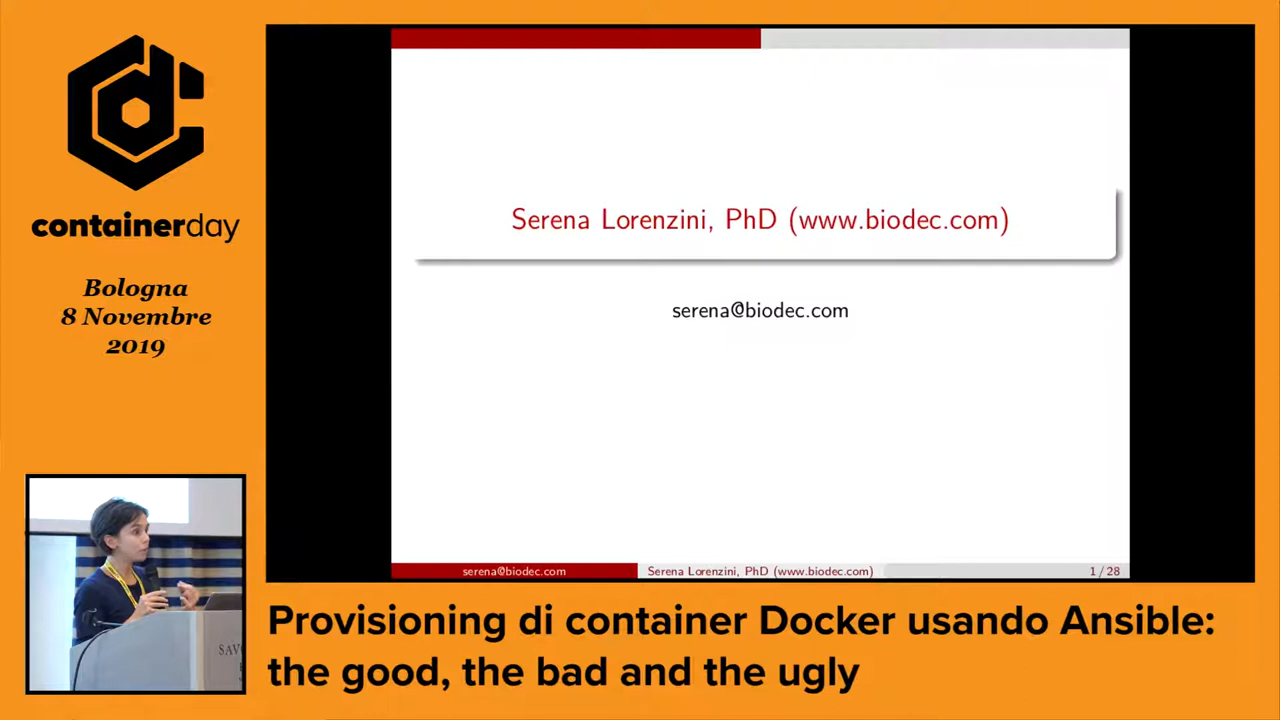 containerday
Bologna
8 Novembre
2019
Serena Lorenzini, PhD (www.biodec.com)
serena@biodec.com
serena@biodec.com
Serena Lorenzini, PhD (www.biodec.com)
1 / 28
SAVO
Provisioning di container Docker usando Ansible:
the good, the bad and the ugly